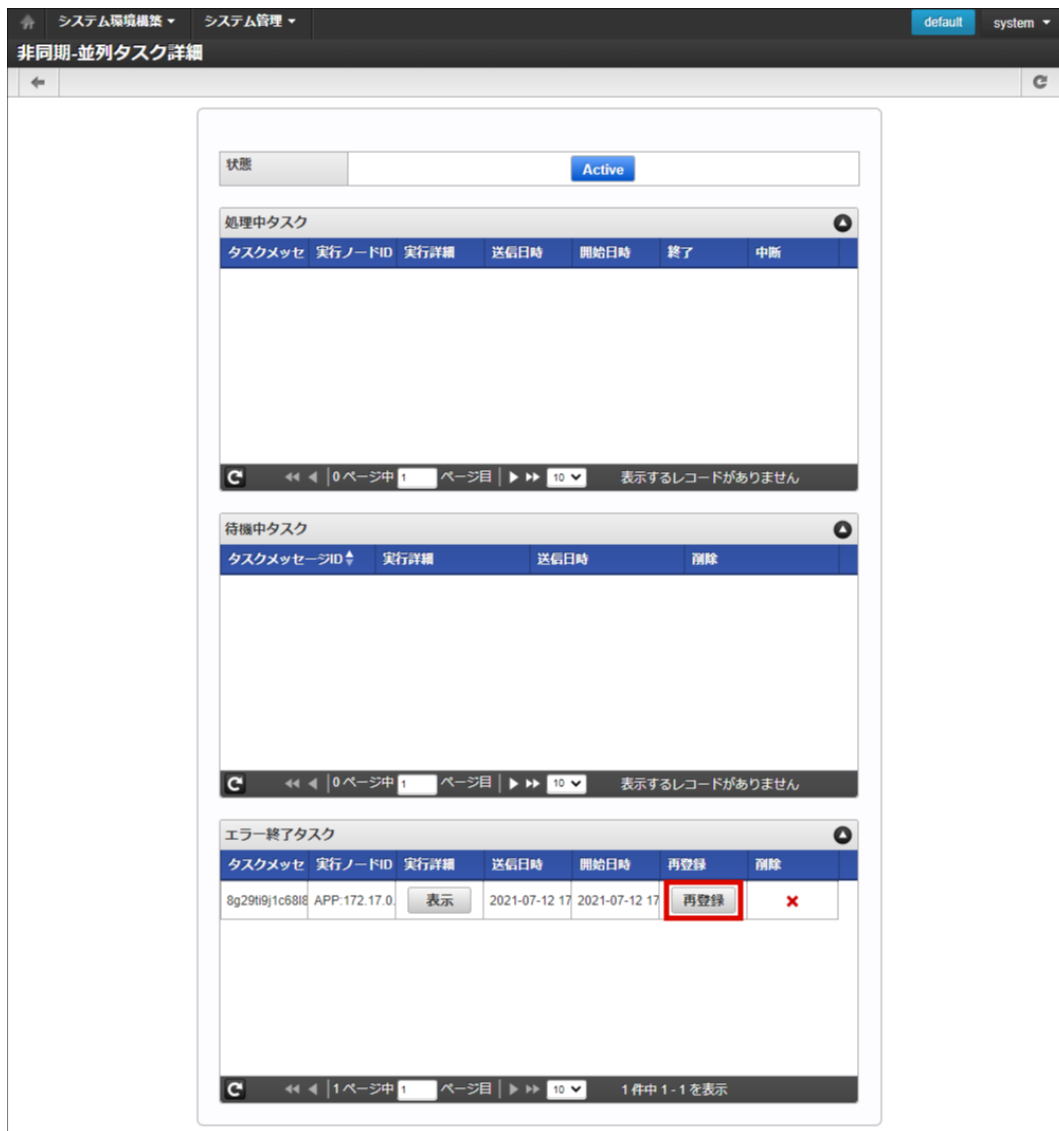 システム環境構築 システム管理 default system
非同期-並列タスク詳細
状態 Active
処理中タスク
タスクメッセ 実行ノードID 実行詳細 送信日時 開始日時 終了 中断
0 ページ中 1 ページ目 10 表示するレコードがありません
待機中タスク
タスクメッセージID 実行詳細 送信日時 削除
0 ページ中 1 ページ目 10 表示するレコードがありません
エラー終了タスク
タスクメッセ 実行ノードID 実行詳細 送信日時 開始日時 再登録 削除
8g29ti9j1c68l8 APP:172.17.0. 表示 2021-07-12 17 2021-07-12 17 再登録
1 ページ中 1 ページ目 10 1 件中 1 - 1 を表示